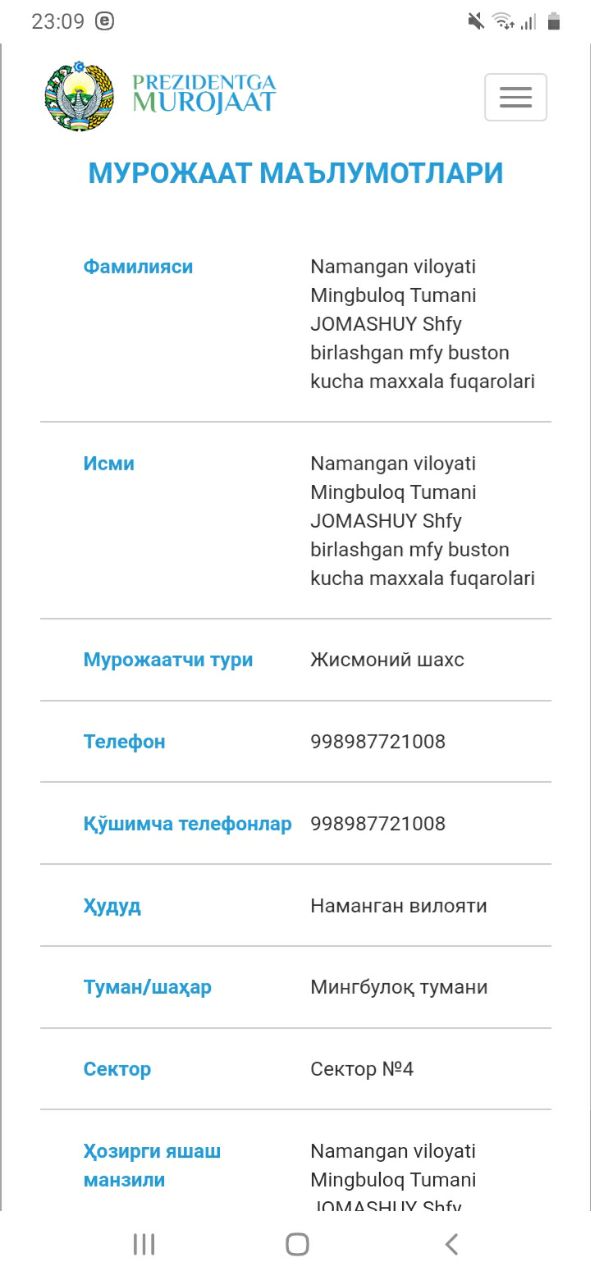 23:09
PREZIDENTGA
MUROJAAT
МУРОЖААТ МАЪЛУМОТЛАРИ
Фамилияси
Namangan viloyati
Mingbuloq Tumani
JOMASHUY Shfy
birlashgan mfy buston
kucha maxxala fuqarolari
Исми
Namangan viloyati
Mingbuloq Tumani
JOMASHUY Shfy
birlashgan mfy buston
kucha maxxala fuqarolari
Мурожаатчи тури Жисмоний шахс
Телефон 998987721008
Қўшимча телефонлар 998987721008
Ҳудуд Наманган вилояти
Туман/шаҳар Мингбулоқ тумани
Сектор Сектор №4
Ҳозирги яшаш
манзили
Namangan viloyati
Mingbuloq Tumani
JOMASHUY Shfy